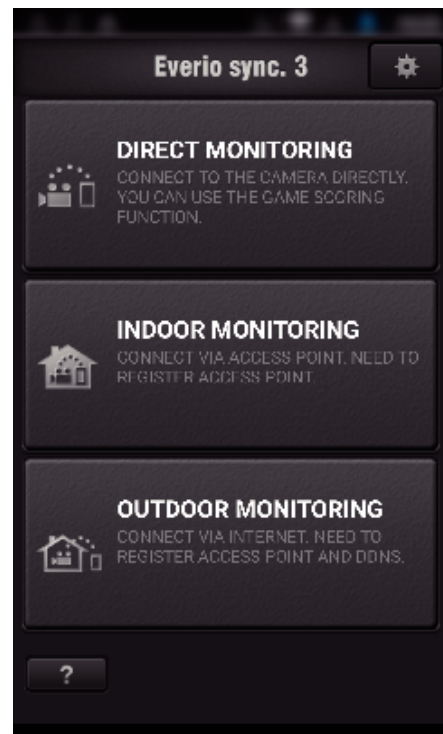 Everio sync. 3
DIRECT MONITORING
CONNECT TO THE CAMERA DIRECTLY.
YOU CAN USE THE GAME SCORING
FUNCTION.
INDOOR MONITORING
CONNECT VIA ACCESS POINT. NEED TO
REGISTER ACCESS POINT.
OUTDOOR MONITORING
CONNECT VIA INTERNET. NEED TO
REGISTER ACCESS POINT AND DDNS.
?